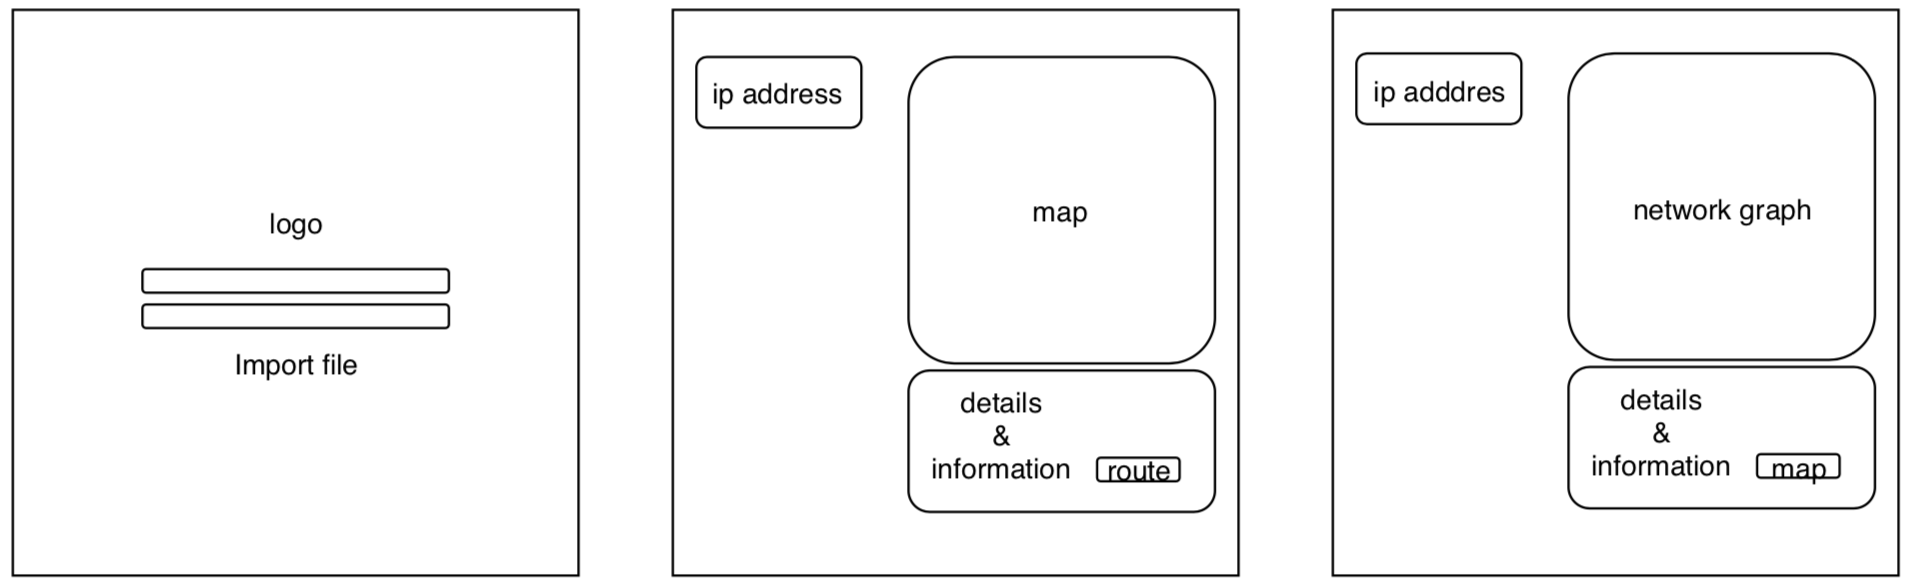 logo
Import file
ip address
map
details
&
information
route
ip adddres
network graph
details
&
information
map